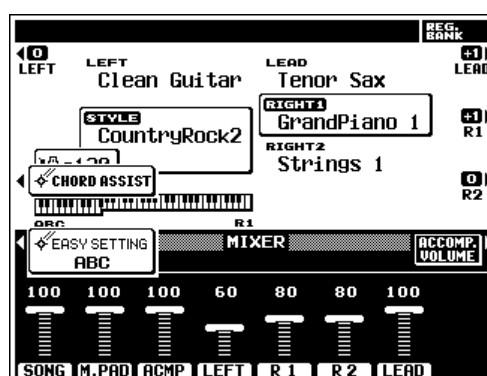 REG. BANK
0 LEFT
LEFT
Clean Guitar
LEAD
Tenor Sax
+1 LEAD
STYLE
CountryRock2
RIGHT1
GrandPiano 1
+1 R1
RIGHT2
Strings 1
CHORD ASSIST
0 R2
ABC R1
EASY SETTING
ABC
MIXER
ACCOMP. VOLUME
100 100 100 60 80 80 100
SONG M.PAD ACMP LEFT R 1 R 2 LEAD